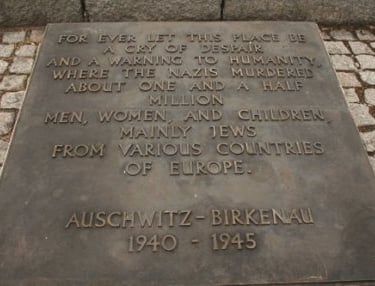 FOR EVER LET THIS PLACE BE
A CRY OF DESPAIR
AND A WARNING TO HUMANITY,
WHERE THE NAZIS MURDERED
ABOUT ONE AND A HALF
MILLION
MEN, WOMEN, AND CHILDREN,
MAINLY JEWS
FROM VARIOUS COUNTRIES
OF EUROPE.
AUSCHWITZ-BIRKENAU
1940 - 1945